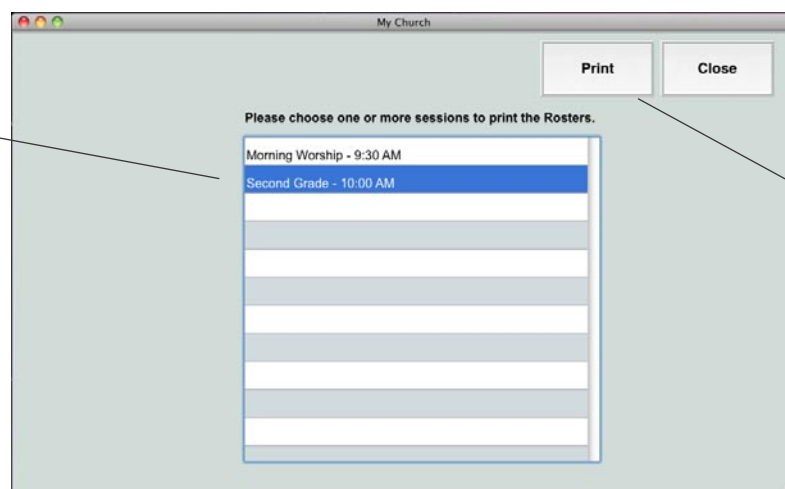 My Church
Print Close
Please choose one or more sessions to print the Rosters.
Morning Worship - 9:30 AM
Second Grade - 10:00 AM